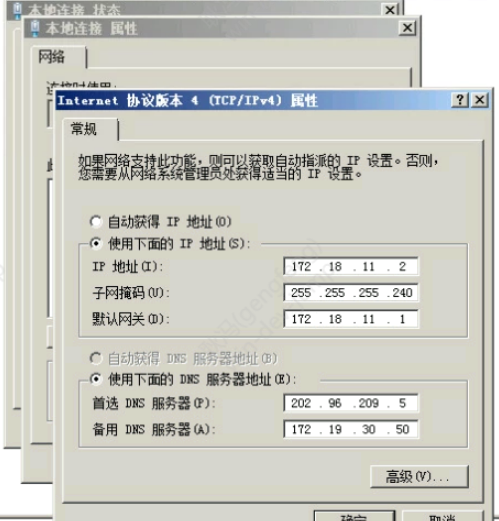 本地连接 状态
本地连接 属性
网络
连接时使用:
Internet 协议版本 4 (TCP/IPv4) 属性
常规
如果网络支持此功能，则可以获取自动指派的 IP 设置。否则，
您需要从网络系统管理员处获得适当的 IP 设置。
自动获得 IP 地址(O)
使用下面的 IP 地址(S):
IP 地址(I): 172 . 18 . 11 . 2
子网掩码(U): 255 .255 .255 .240
默认网关(D): 172 . 18 . 11 . 1
自动获得 DNS 服务器地址(B)
使用下面的 DNS 服务器地址(E):
首选 DNS 服务器(P): 202 . 96 .209 . 5
备用 DNS 服务器(A): 172 . 19 . 30 . 50
高级(V)...
确定 取消